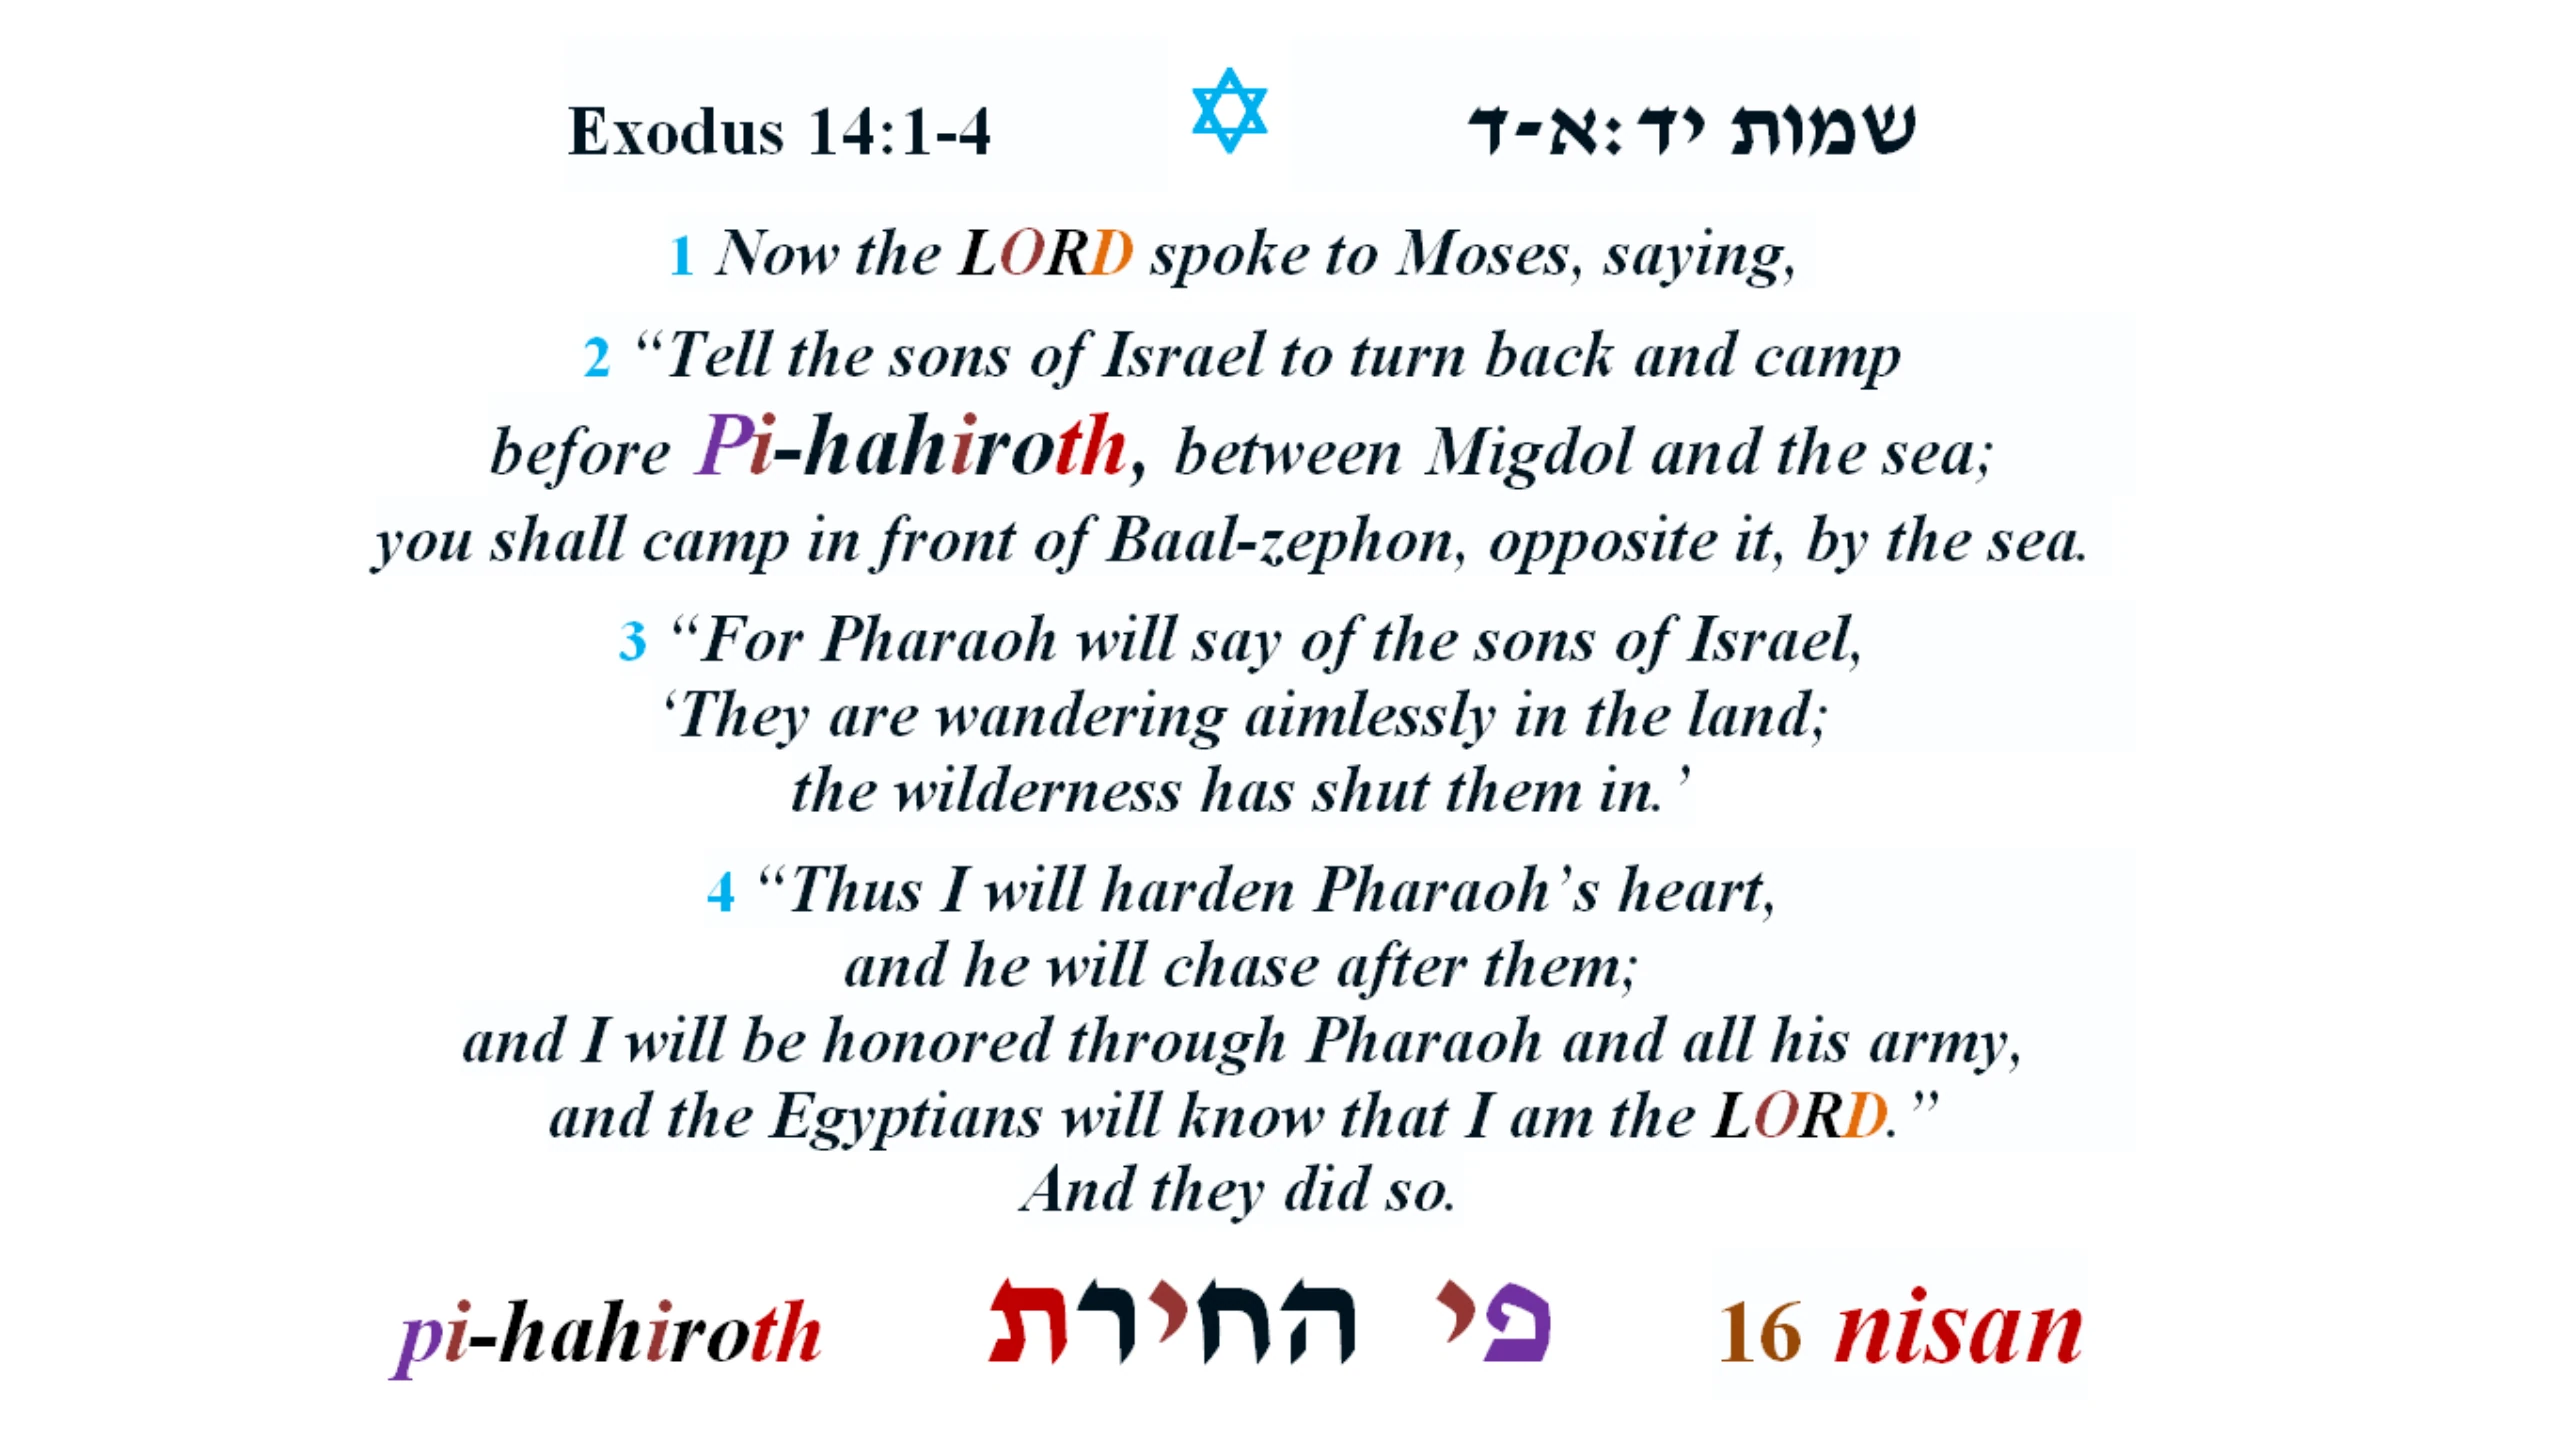 Exodus 14:1-4 ✡ שמות יד:א-ד
1 Now the LORD spoke to Moses, saying,
2 “Tell the sons of Israel to turn back and camp
before Pi-hahiroth, between Migdol and the sea;
you shall camp in front of Baal-zephon, opposite it, by the sea.
3 “For Pharaoh will say of the sons of Israel,
‘They are wandering aimlessly in the land;
the wilderness has shut them in.’
4 “Thus I will harden Pharaoh’s heart,
and he will chase after them;
and I will be honored through Pharaoh and all his army,
and the Egyptians will know that I am the LORD.”
And they did so.
pi-hahiroth פי החירת 16 nisan